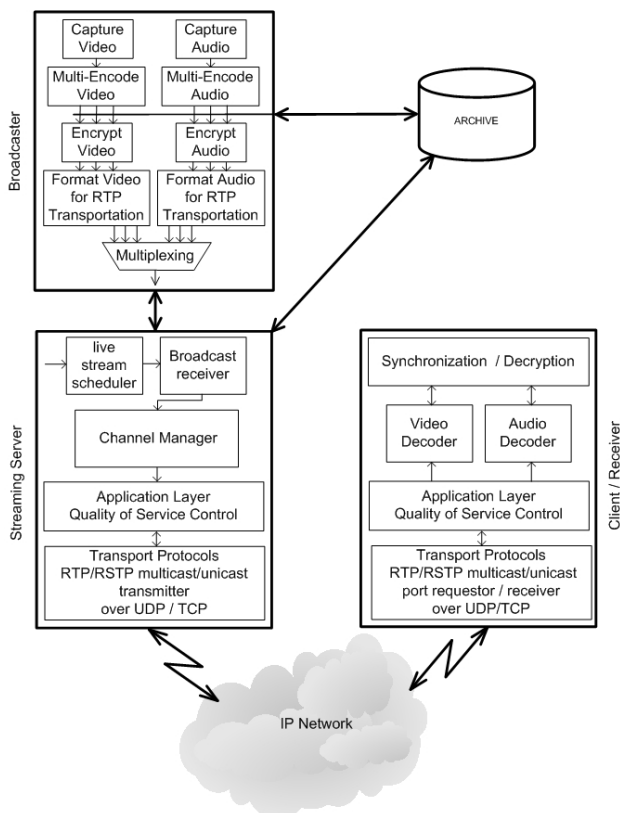 Broadcaster
Capture
Video
Capture
Audio
Multi-Encode
Video
Multi-Encode
Audio
Encrypt
Video
Encrypt
Audio
Format Video
for RTP
Transportation
Format Audio
for RTP
Transportation
Multiplexing
ARCHIVE
Streaming Server
live
stream
scheduler
Broadcast
receiver
Channel Manager
Application Layer
Quality of Service Control
Transport Protocols
RTP/RSTP multicast/unicast
transmitter
over UDP / TCP
Client / Receiver
Synchronization / Decryption
Video
Decoder
Audio
Decoder
Application Layer
Quality of Service Control
Transport Protocols
RTP/RSTP multicast/unicast
port requestor / receiver
over UDP/TCP
IP Network